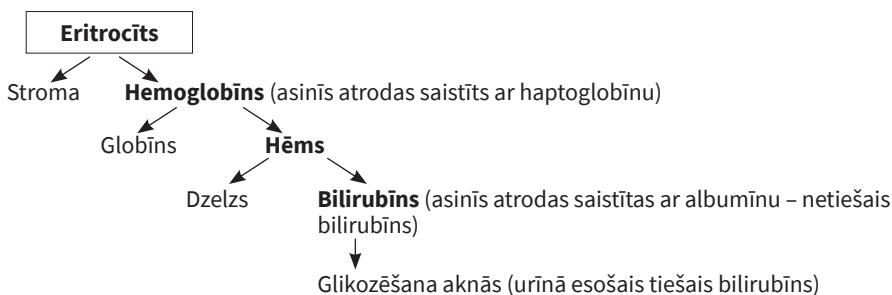 Eritrocīts
Stroma Hemoglobīns (asinīs atrodas saistīts ar haptoglobīnu)
Globīns Hēms
Dzelzs Bilirubīns (asinīs atrodas saistītas ar albumīnu – netiešais
bilirubīns)
Glikozēšana aknās (urīnā esošais tiešais bilirubīns)